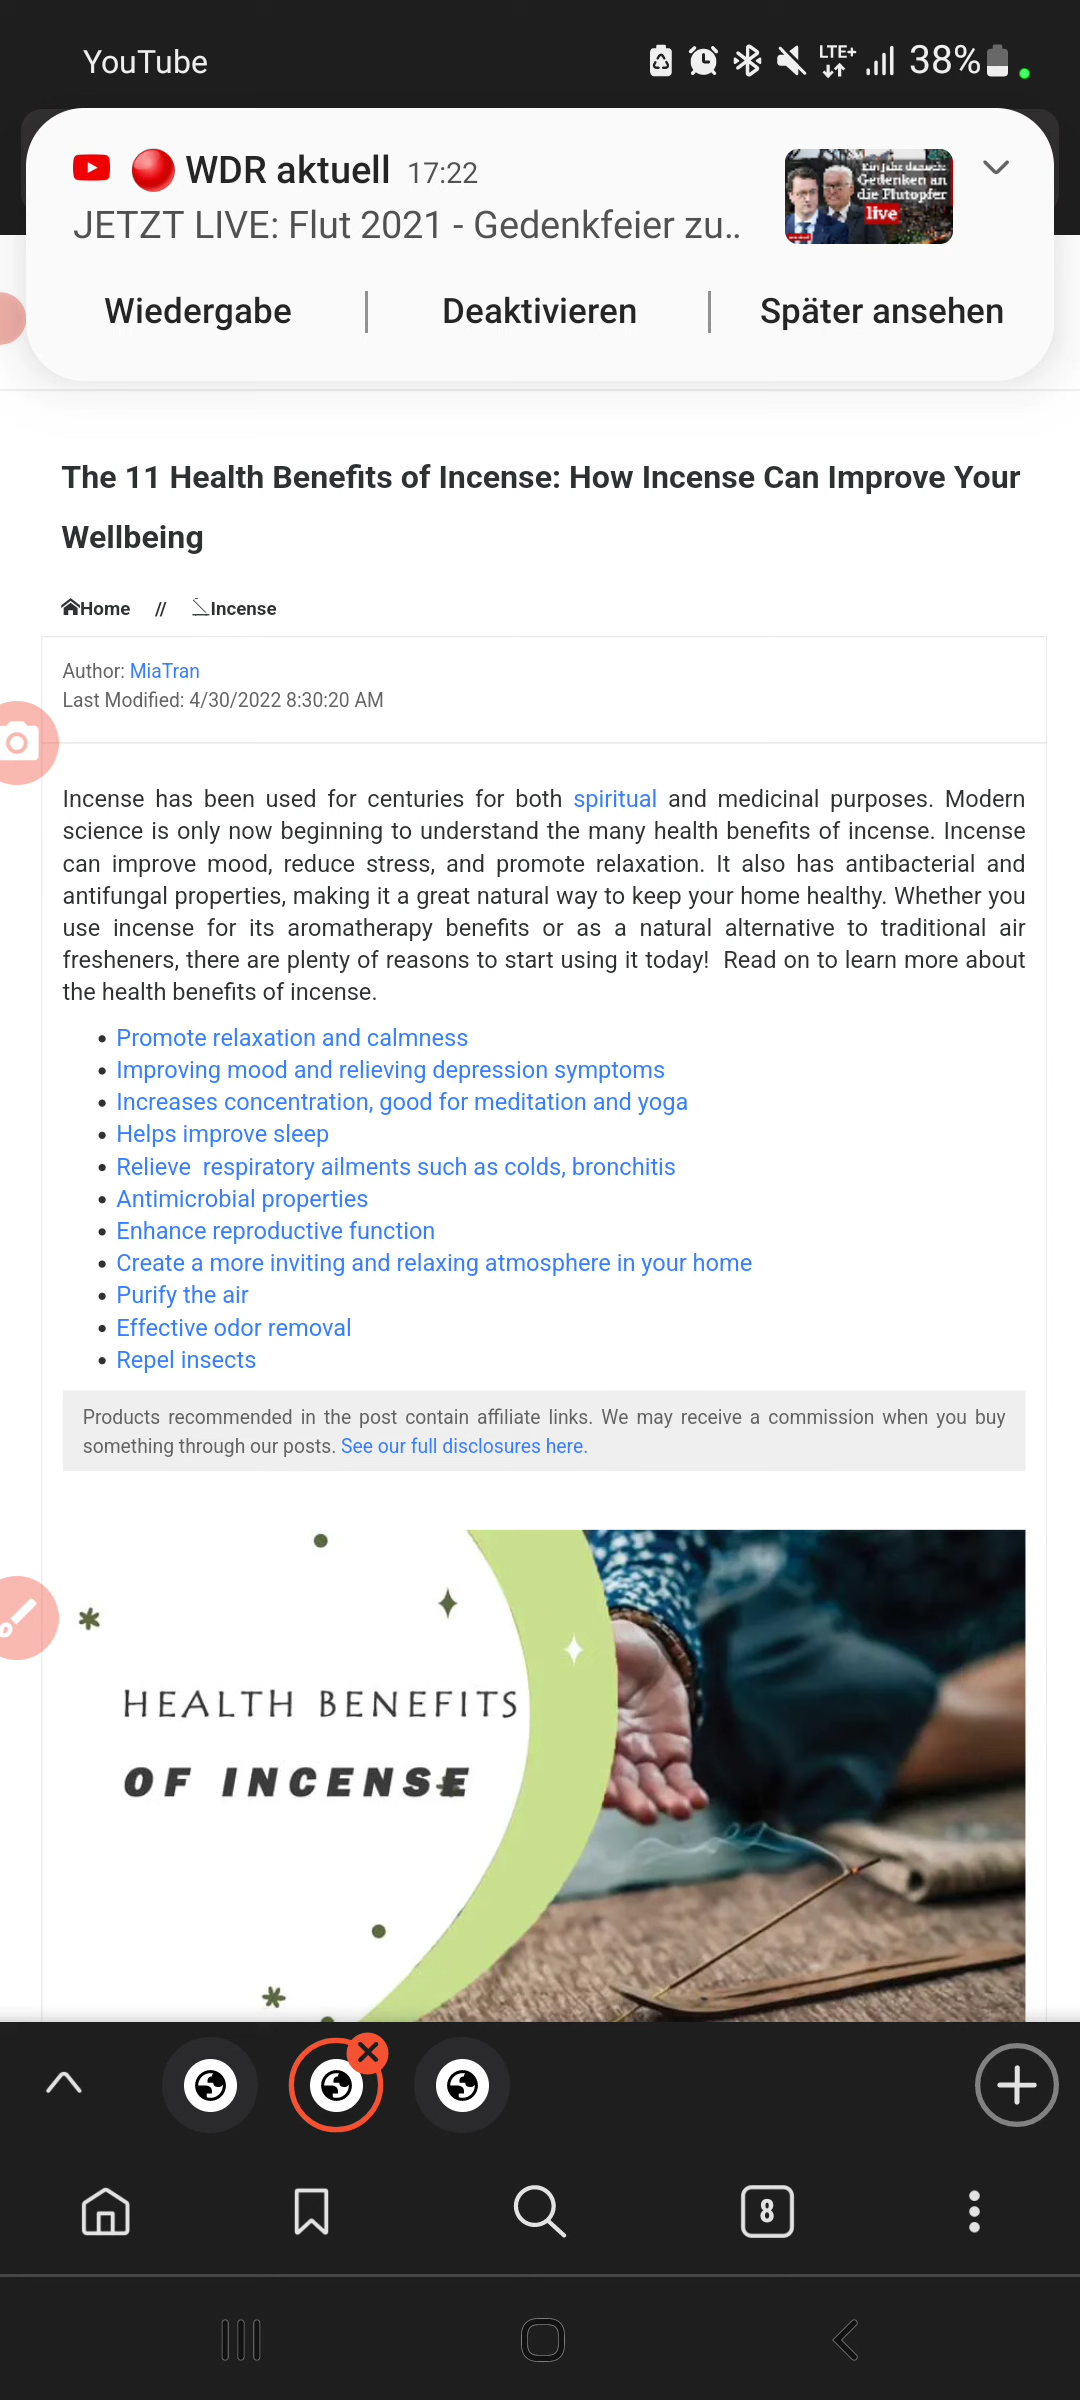 YouTube
LTE+ 38%
WDR aktuell 17:22
JETZT LIVE: Flut 2021 - Gedenkfeier zu..
Ein Jahr danach:
Gedenken an
die Flutopfer
live
Wiedergabe | Deaktivieren | Später ansehen
The 11 Health Benefits of Incense: How Incense Can Improve Your
Wellbeing
Home // Incense
Author: MiaTran
Last Modified: 4/30/2022 8:30:20 AM
Incense has been used for centuries for both spiritual and medicinal purposes. Modern
science is only now beginning to understand the many health benefits of incense. Incense
can improve mood, reduce stress, and promote relaxation. It also has antibacterial and
antifungal properties, making it a great natural way to keep your home healthy. Whether you
use incense for its aromatherapy benefits or as a natural alternative to traditional air
fresheners, there are plenty of reasons to start using it today!  Read on to learn more about
the health benefits of incense.
• Promote relaxation and calmness
• Improving mood and relieving depression symptoms
• Increases concentration, good for meditation and yoga
• Helps improve sleep
• Relieve  respiratory ailments such as colds, bronchitis
• Antimicrobial properties
• Enhance reproductive function
• Create a more inviting and relaxing atmosphere in your home
• Purify the air
• Effective odor removal
• Repel insects
Products recommended in the post contain affiliate links. We may receive a commission when you buy
something through our posts. See our full disclosures here.
HEALTH BENEFITS
OF INCENSE
8